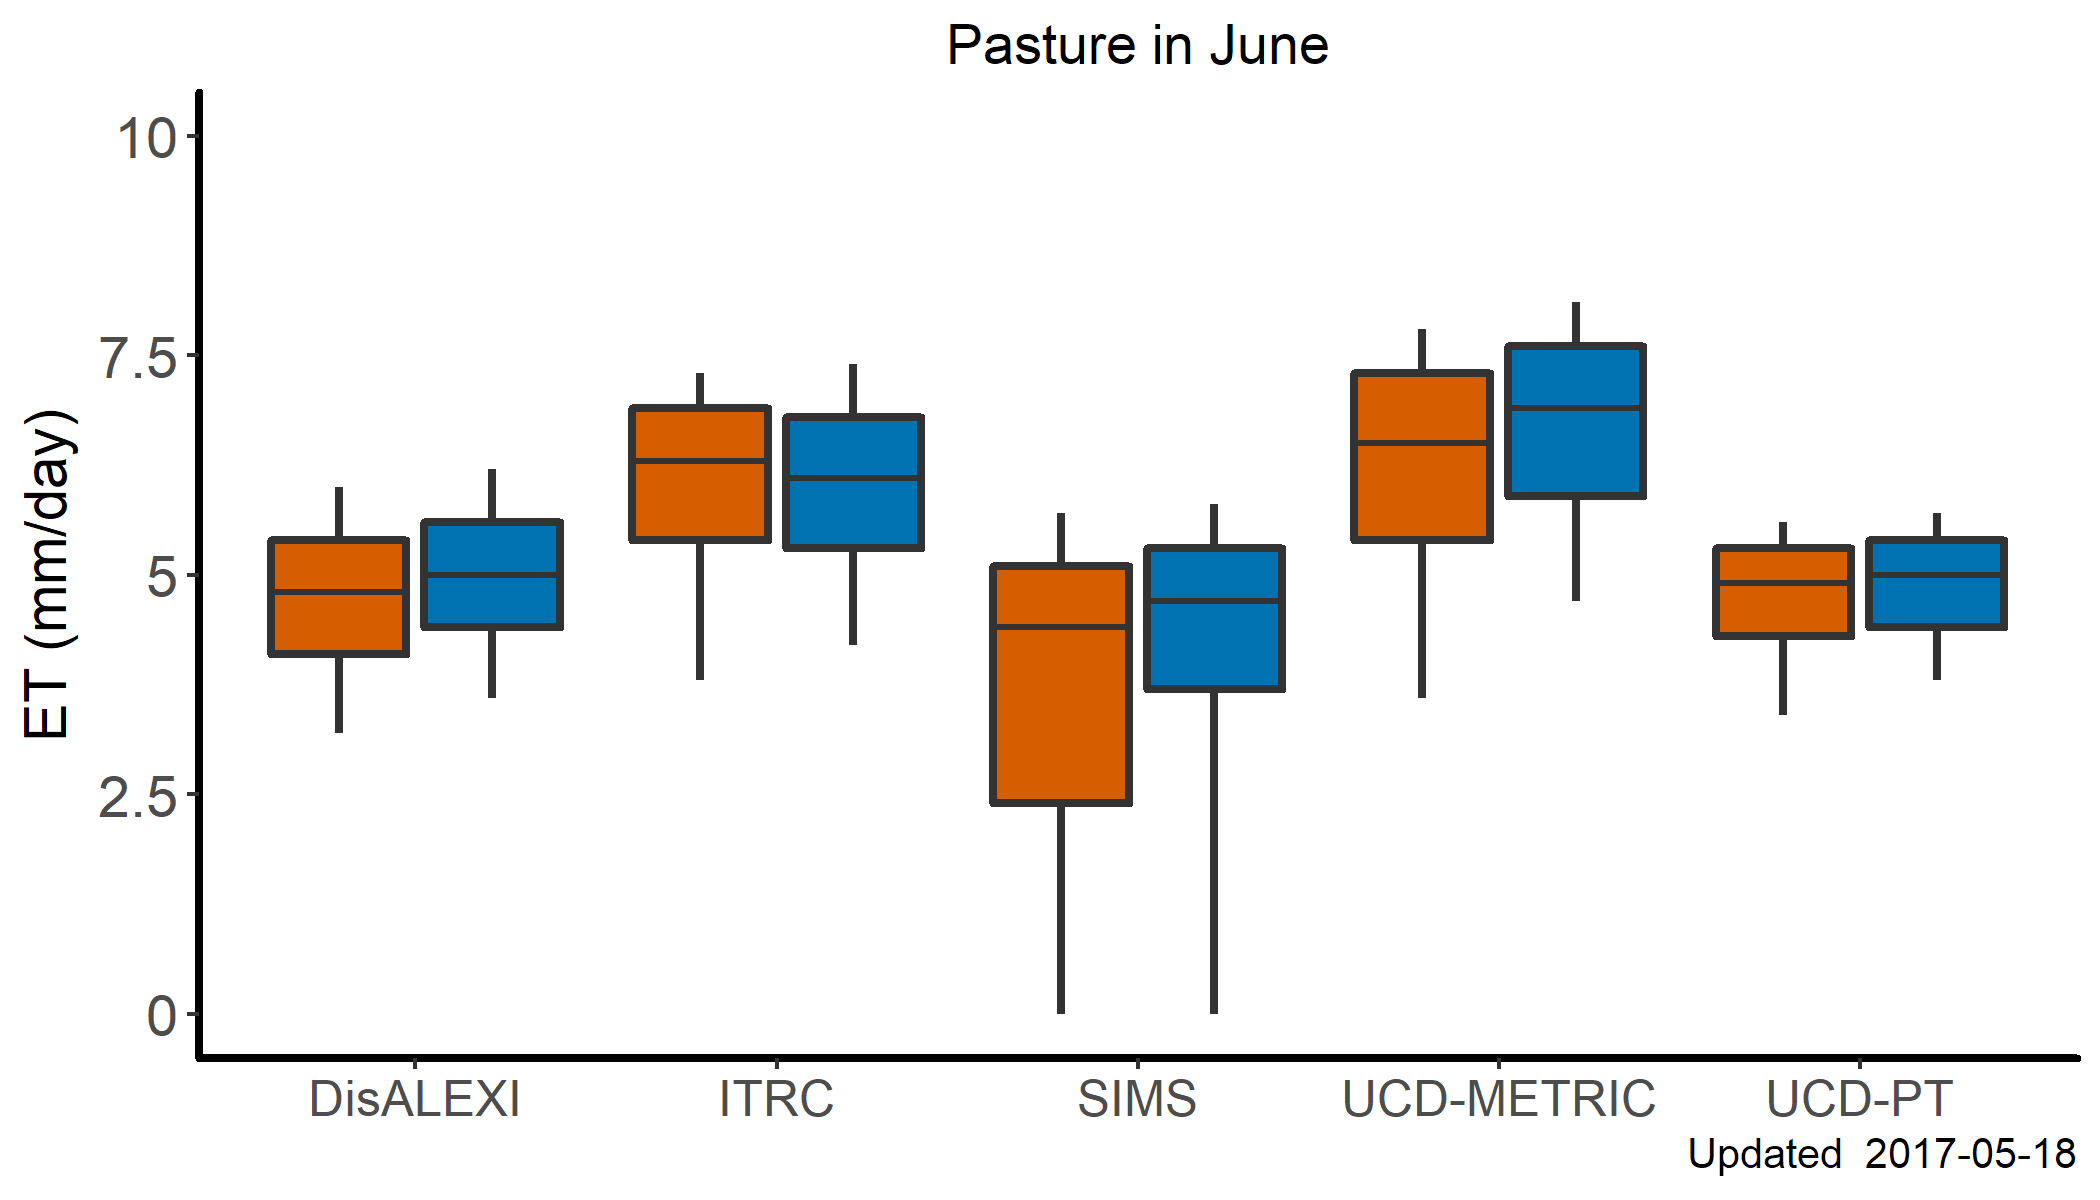 Pasture in June
10
7.5
5
2.5
0
ET (mm/day)
DisALEXI ITRC SIMS UCD-METRIC UCD-PT
Updated  2017-05-18